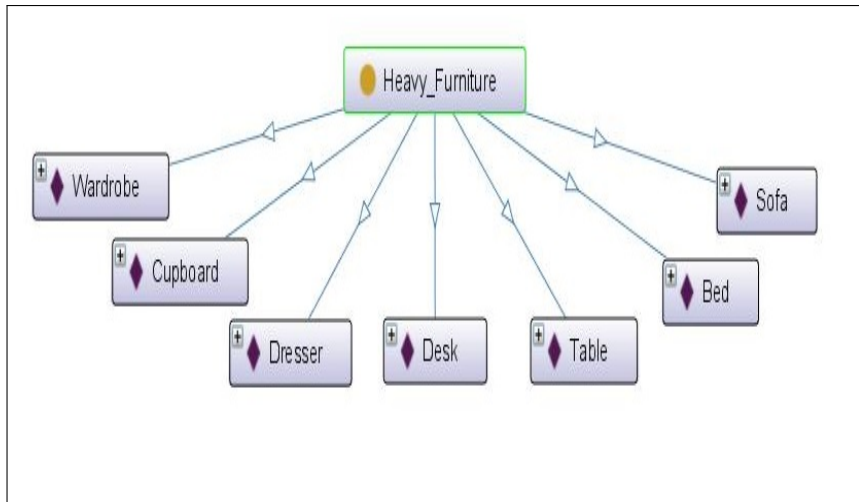 Heavy_Furniture
Wardrobe
Sofa
Cupboard
Bed
Dresser
Desk
Table